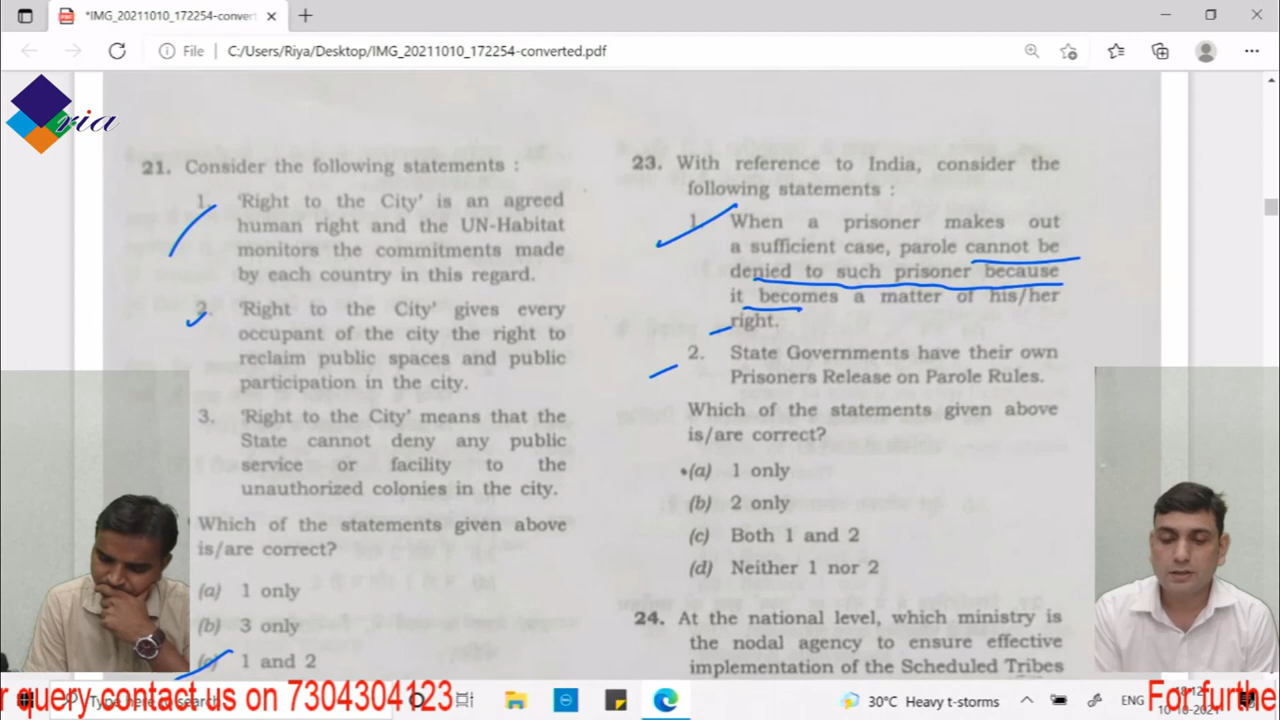 *IMG_20211010_172254-convert
File
C:/Users/Riya/Desktop/IMG_20211010_172254-converted.pdf
ria
21. Consider the following statements :
1. 'Right to the City' is an agreed
human right and the UN-Habitat
monitors the commitments made
by each country in this regard.
2. 'Right to the City' gives every
occupant of the city the right to
reclaim public spaces and public
participation in the city.
3. 'Right to the City' means that the
State cannot deny any public
service or facility to the
unauthorized colonies in the city.
Which of the statements given above
is/are correct?
(a) 1 only
(b) 3 only
(c) 1 and 2
23. With reference to India, consider the
following statements :
1. When a prisoner makes out
a sufficient case, parole cannot be
denied to such prisoner because
it becomes a matter of his/her
right.
2. State Governments have their own
Prisoners Release on Parole Rules.
Which of the statements given above
is/are correct?
(a) 1 only
(b) 2 only
(c) Both 1 and 2
(d) Neither 1 nor 2
24. At the national level, which ministry is
the nodal agency to ensure effective
implementation of the Scheduled Tribes
r query contact us on 7304304123
For furthe
30°C Heavy t-storms
ENG